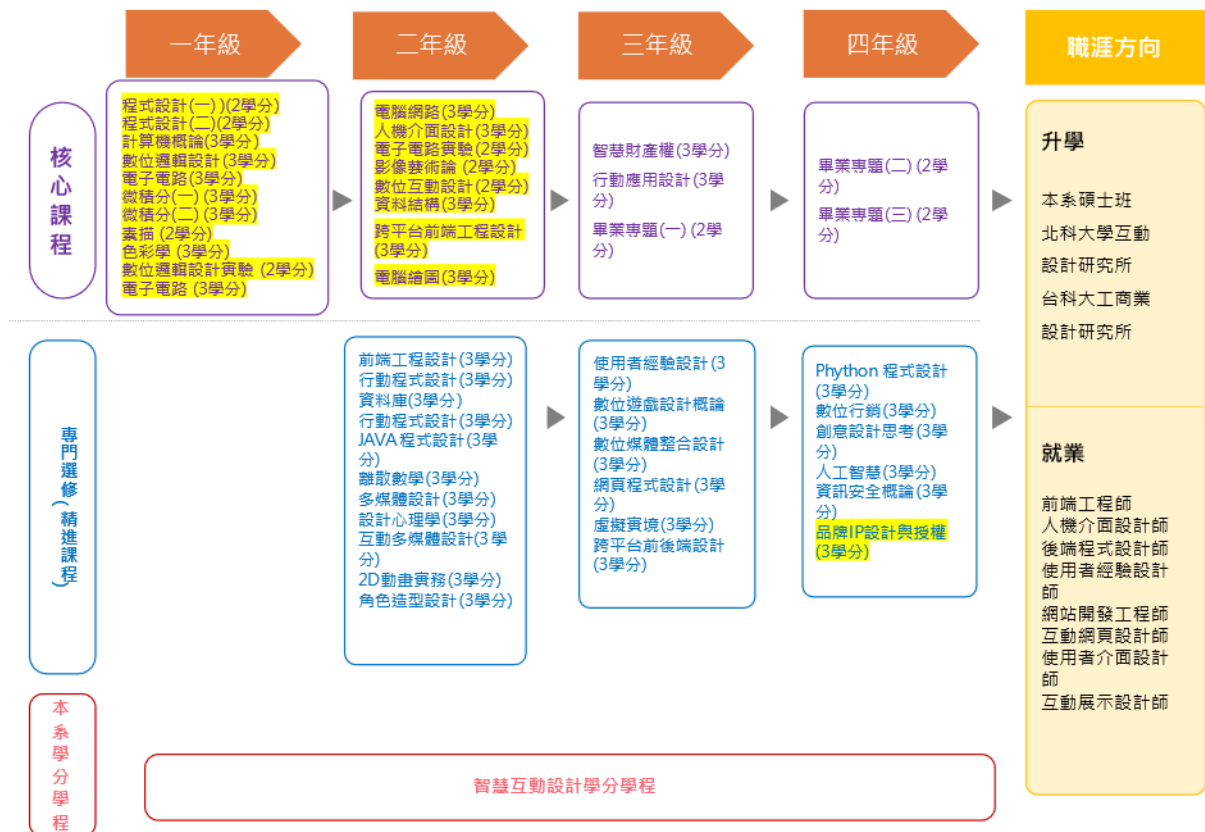 一年級
二年級
三年級
四年級
職涯方向
核
心
課
程
程式設計(一) )(2學分)
程式設計(二)(2學分)
計算機概論(3學分)
數位邏輯設計(3學分)
電子電路(3學分)
微積分(一) (3學分)
微積分(二) (3學分)
素描 (2學分)
色彩學 (3學分)
數位邏輯設計實驗 (2學分)
電子電路 (3學分)
電腦網路(3學分)
人機介面設計(3學分)
電子電路實驗(2學分)
影像藝術論 (2學分)
數位互動設計(2學分)
資料結構(3學分)
跨平台前端工程設計
(3學分)
電腦繪圖(3學分)
智慧財產權(3學分)
行動應用設計(3學
分)
畢業專題(一) (2學
分)
畢業專題(二) (2學
分)
畢業專題(三) (2學
分)
升學
本系碩士班
北科大學互動
設計研究所
台科大工商業
設計研究所
專
門
選
修
(
精
進
課
程
)
前端工程設計(3學分)
行動程式設計(3學分)
資料庫(3學分)
行動程式設計(3學分)
JAVA程式設計(3學
分)
離散數學(3學分)
多媒體設計(3學分)
設計心理學(3學分)
互動多媒體設計(3學
分)
2D動畫實務(3學分)
角色造型設計(3學分)
使用者經驗設計(3
學分)
數位遊戲設計概論
(3學分)
數位媒體整合設計
(3學分)
網頁程式設計(3學
分)
虛擬實境(3學分)
跨平台前後端設計
(3學分)
Phython 程式設計
(3學分)
數位行銷(3學分)
創意設計思考(3學
分)
人工智慧(3學分)
資訊安全概論(3學
分)
品牌IP設計與授權
(3學分)
就業
前端工程師
人機介面設計師
後端程式設計師
使用者經驗設計
師
網站開發工程師
互動網頁設計師
使用者介面設計
師
互動展示設計師
本
系
學
分
學
程
智慧互動設計學分學程